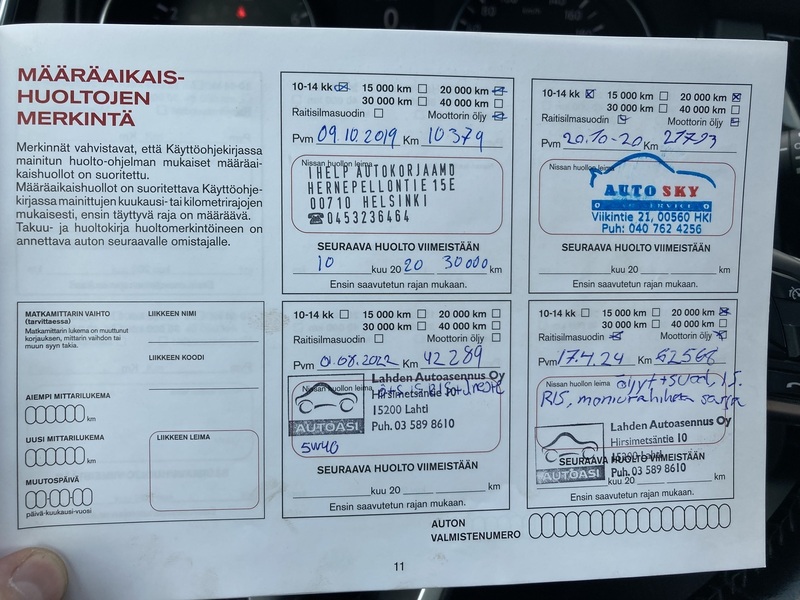 MÄÄRÄAIKAIS-
HUOLTOJEN
MERKINTÄ
Merkinnät vahvistavat, että Käyttöohjekirjassa
mainitun huolto-ohjelman mukaiset määräai-
kaishuollot on suoritettu.
Määräaikaishuollot on suoritettava Käyttöohje-
kirjassa mainittujen kuukausi- tai kilometrirajojen
mukaisesti, ensin täyttyvä raja on määräävä.
Takuu- ja huoltokirja huoltomerkintöineen on
annettava auton seuraavalle omistajalle.
MATKAMITTARIN VAIHTO
(tarvittaessa)
Matkamittarin lukema on muuttunut
korjauksen, mittarin vaihdon tai
muun syyn takia.
LIIKKEEN NIMI
LIIKKEEN KOODI
AIEMPI MITTARILUKEMA
km
UUSI MITTARILUKEMA
km
MUUTOSPÄIVÄ
päivä-kuukausi-vuosi
LIIKKEEN LEIMA
10-14 kk 15 000 km 20 000 km
30 000 km 40 000 km
Raitisilmasuodin Moottorin öljy
Pvm 09.10.2019 Km 10379
Nissan huollon leima
IHELP AUTOKORJAAMO
HERNEPELLONTIE 15E
00710 HELSINKI
☎0453236464
SEURAAVA HUOLTO VIIMEISTÄÄN
10 kuu 20 20 30000 km
Ensin saavutetun rajan mukaan.
10-14 kk 15 000 km 20 000 km
30 000 km 40 000 km
Raitisilmasuodin Moottorin öljy
Pvm 20.10-20 Km
Nissan huollon leima
AUTO SKY
Viikintie 21, 00560 HKI
Puh: 040 762 4256
SEURAAVA HUOLTO VIIMEISTÄÄN
kuu 20 km
Ensin saavutetun rajan mukaan.
10-14 kk 15 000 km 20 000 km
30 000 km 40 000 km
Raitisilmasuodin Moottorin öljy
Pvm 01.08.2022 Km 42289
Nissan huollon leima
Lahden Autoasennus Oy
Hirsimetsäntie 10
15200 Lahti
Puh. 03 589 8610
AUTOASI
5W40
SEURAAVA HUOLTO VIIMEISTÄÄN
kuu 20 km
Ensin saavutetun rajan mukaan.
10-14 kk 15 000 km 20 000 km
30 000 km 40 000 km
Raitisilmasuodin Moottorin öljy
Pvm 17.4.24 Km 62566
Nissan huollon leima öljyt+suod,
moniurahihna
Lahden Autoasennus Oy
Hirsimetsäntie 10
15200 Lahti
SEURAAVA HUOLTO VIIMEISTÄÄN
AUTOASI Puh. 03 589 8610
kuu 20 km
Ensin saavutetun rajan mukaan.
AUTON
VALMISTENUMERO
11